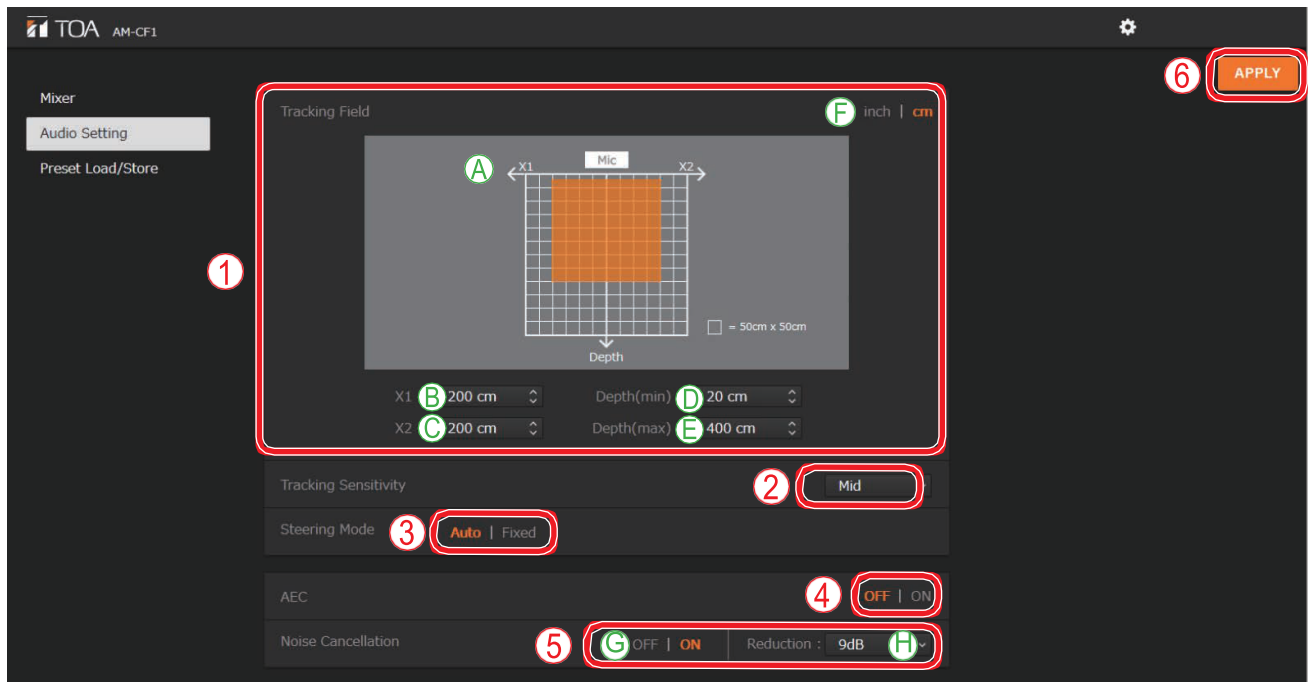 TOA AM-CF1
6 APPLY
Mixer
Audio Setting
Preset Load/Store
1
Tracking Field
F inch | cm
A X1 Mic X2
= 50cm x 50cm
Depth
X1 B 200 cm Depth(min) D 20 cm
X2 C 200 cm Depth(max) E 400 cm
Tracking Sensitivity 2 Mid
Steering Mode 3 Auto | Fixed
AEC 4 OFF | ON
Noise Cancellation 5 G OFF | ON Reduction : 9dB H